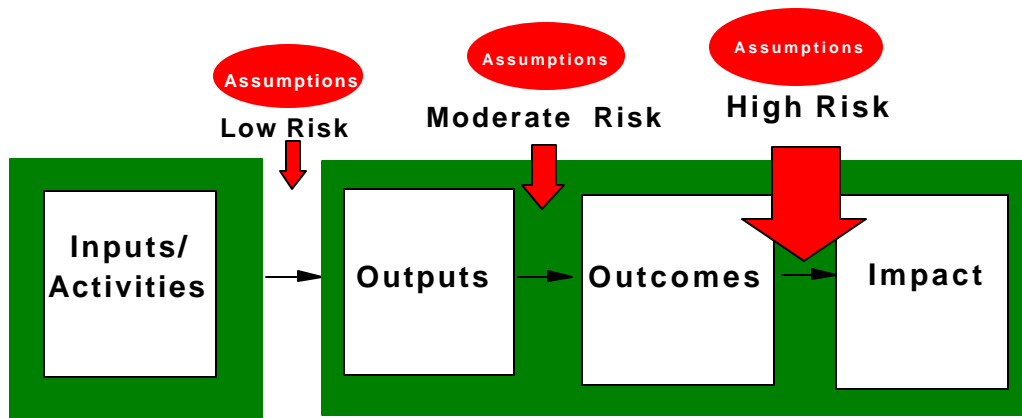 Assumptions
Low Risk
Assumptions
Moderate Risk
Assumptions
High Risk
Inputs/
Activities
Outputs
Outcomes
Impact